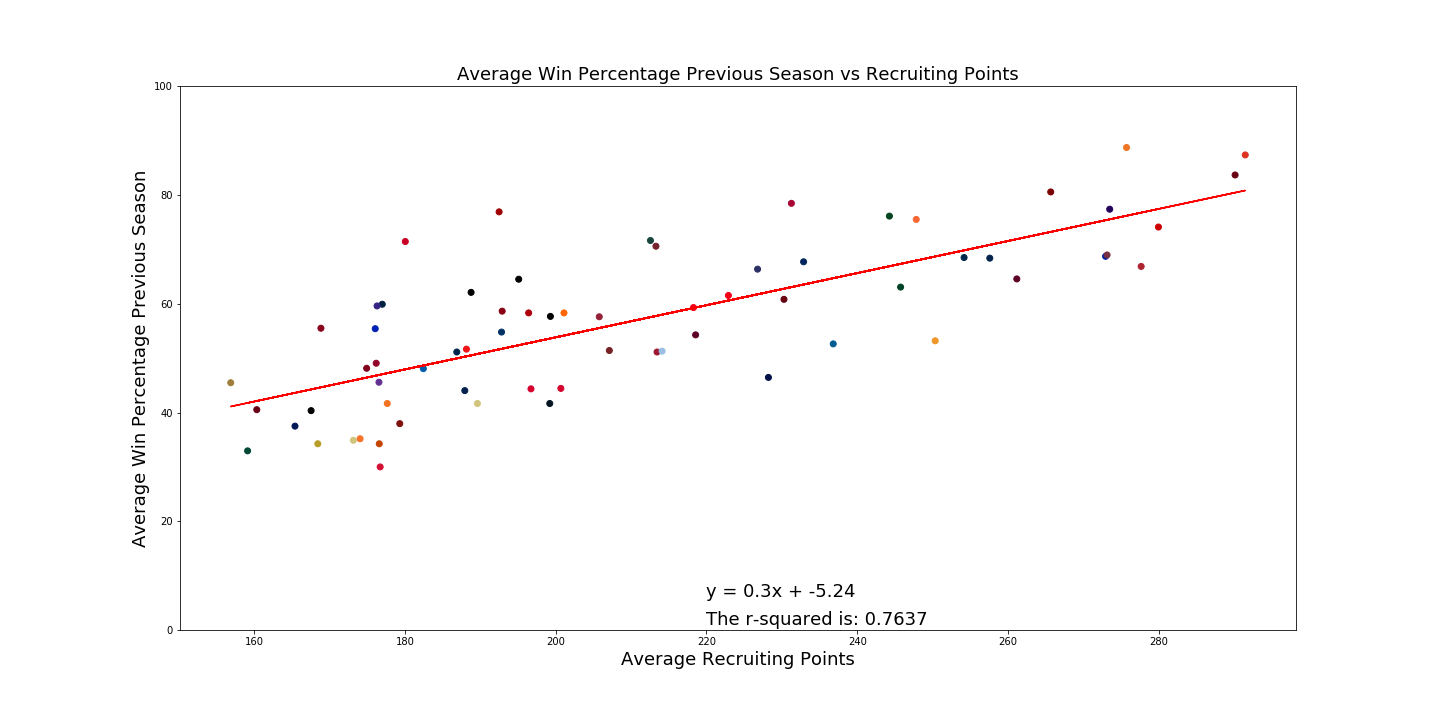 Average Win Percentage Previous Season vs Recruiting Points
Average Win Percentage Previous Season
100
80
60
40
20
0
y = 0.3x + -5.24
The r-squared is: 0.7637
160 180 200 220 240 260 280
Average Recruiting Points